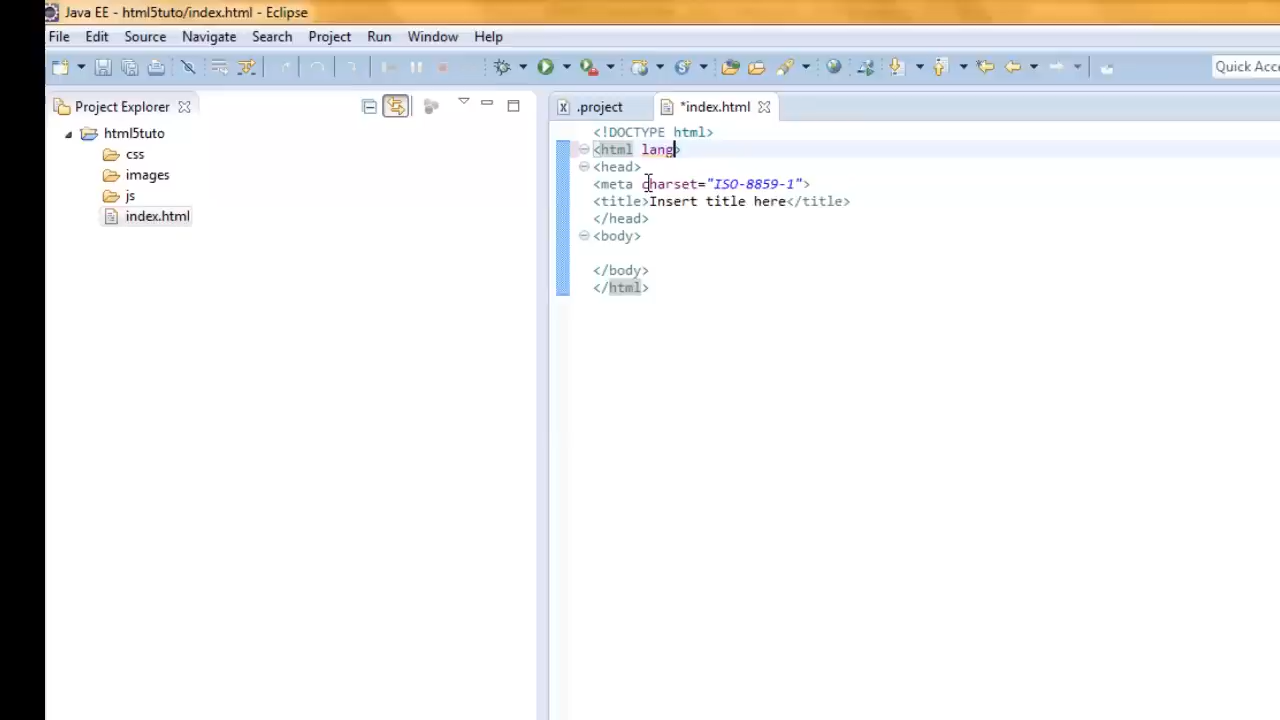 Java EE - html5tuto/index.html - Eclipse
File Edit Source Navigate Search Project Run Window Help
Quick Acce
Project Explorer
html5tuto
css
images
js
index.html
.project *index.html
<!DOCTYPE html>
<html lang>
<head>
<meta charset="ISO-8859-1">
<title>Insert title here</title>
</head>
<body>
</body>
</html>